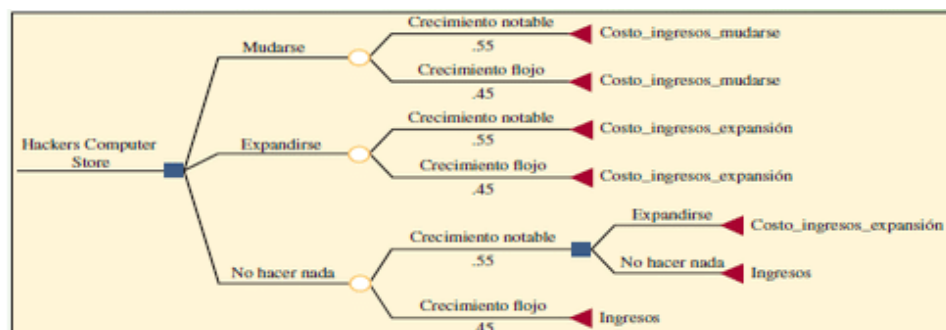 Crecimiento notable
.55
Costo_ingresos_mudarse
Mudarse
Crecimiento flojo
.45
Costo_ingresos_mudarse
Crecimiento notable
.55
Costo_ingresos_expansión
Hackers Computer
Store
Expandirse
Crecimiento flojo
.45
Costo_ingresos_expansión
Expandirse
Costo_ingresos_expansión
Crecimiento notable
.55
No hacer nada
Ingresos
No hacer nada
Crecimiento flojo
.45
Ingresos